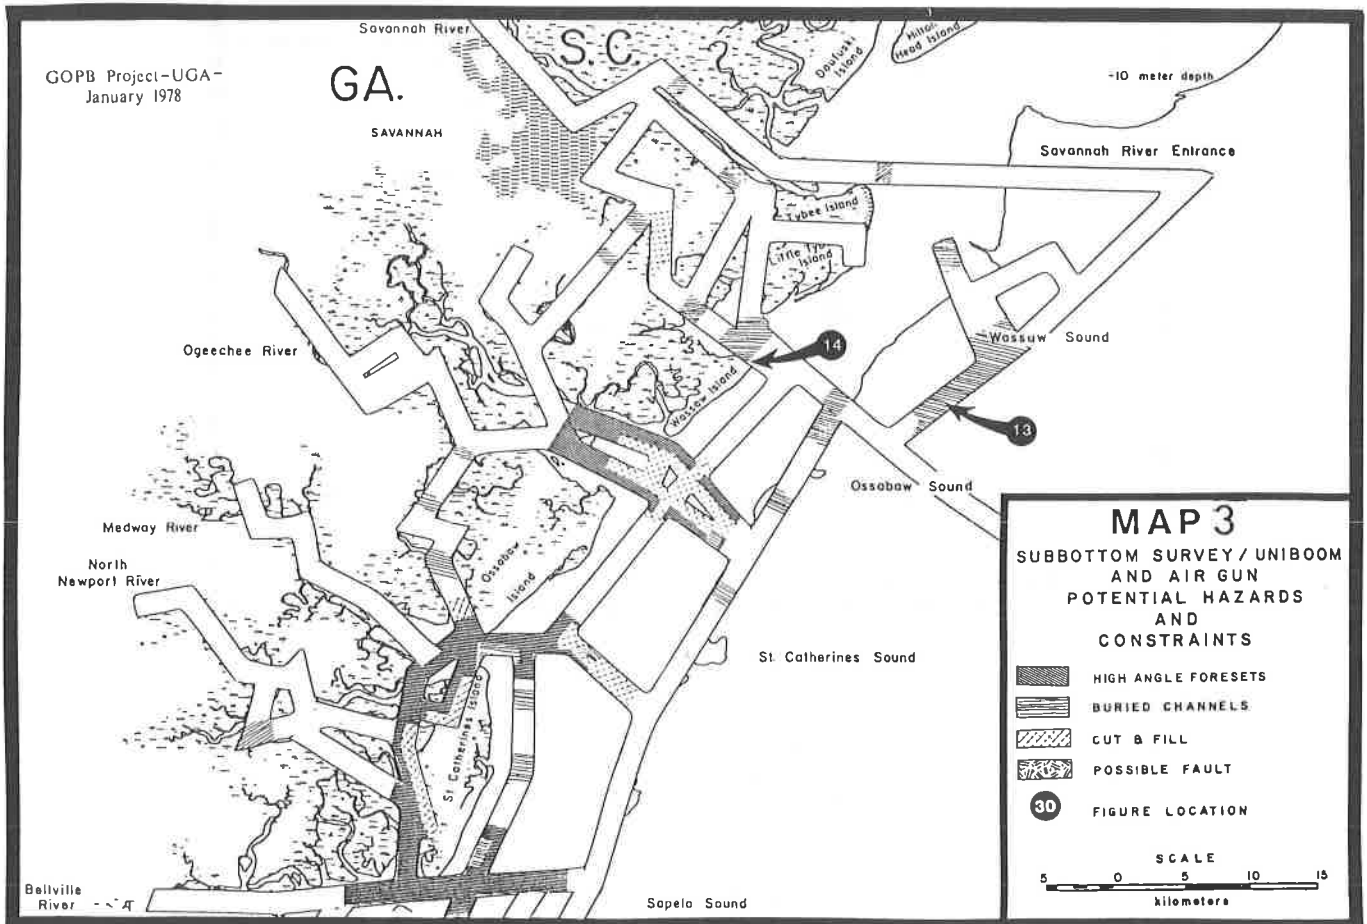 Savannah River
S.C.
Daufuski
Island
Hilton
Head Island
GOPB Project-UGA-
January 1978
GA.
-10 meter depth
SAVANNAH
Savannah River Entrance
Tybee Island
Little
Island
Ogeechee River
14
Wassuw Sound
Wassaw Island
13
Ossabaw Sound
Medway River
North
Newport River
Ossabaw
Island
St. Catherines Sound
St Catherines Island
Bellville
River
Sapelo Sound
MAP 3
SUBBOTTOM SURVEY / UNIBOOM
AND AIR GUN
POTENTIAL HAZARDS
AND
CONSTRAINTS
HIGH ANGLE FORESETS
BURIED CHANNELS
CUT & FILL
POSSIBLE FAULT
30
FIGURE LOCATION
SCALE
5 0 5 10 15
kilometers